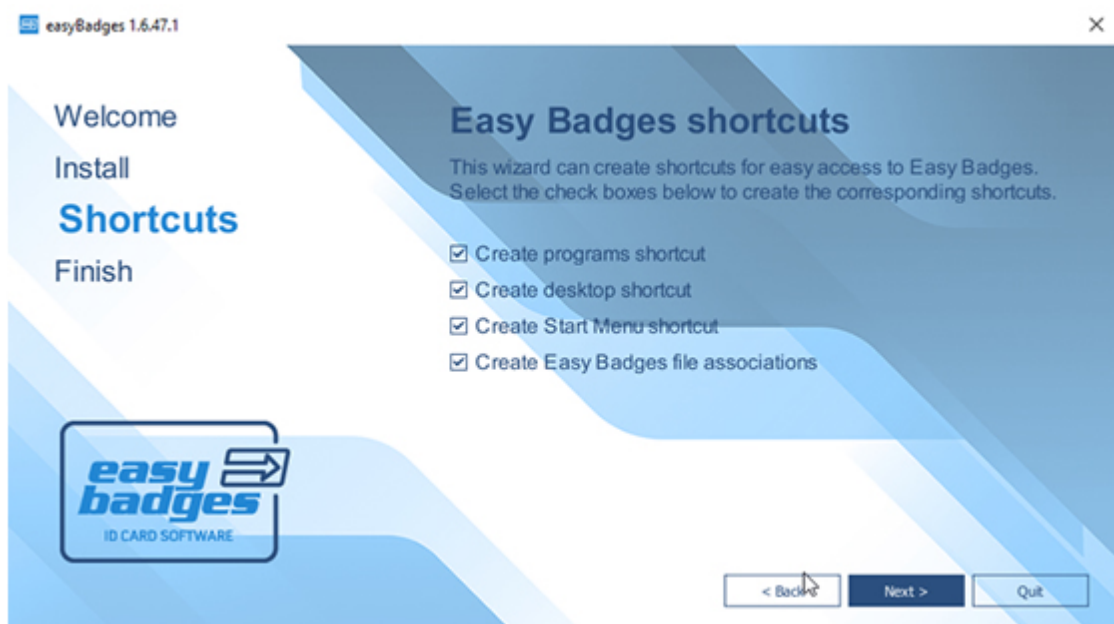 easyBadges 1.6.47.1
Welcome
Install
Shortcuts
Finish
Easy Badges shortcuts
This wizard can create shortcuts for easy access to Easy Badges.
Select the check boxes below to create the corresponding shortcuts.
Create programs shortcut
Create desktop shortcut
Create Start Menu shortcut
Create Easy Badges file associations
easy
badges
ID CARD SOFTWARE
< Back
Next >
Quit